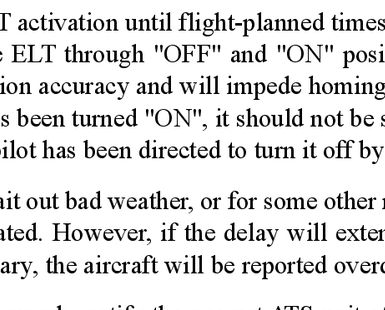 T activation until flight-planned times
ELT through "OFF" and "ON" posi
ion accuracy and will impede homing
s been turned "ON", it should not be s
pilot has been directed to turn it off by
ait out bad weather, or for some other r
ated. However, if the delay will exter
ary, the aircraft will be reported overd